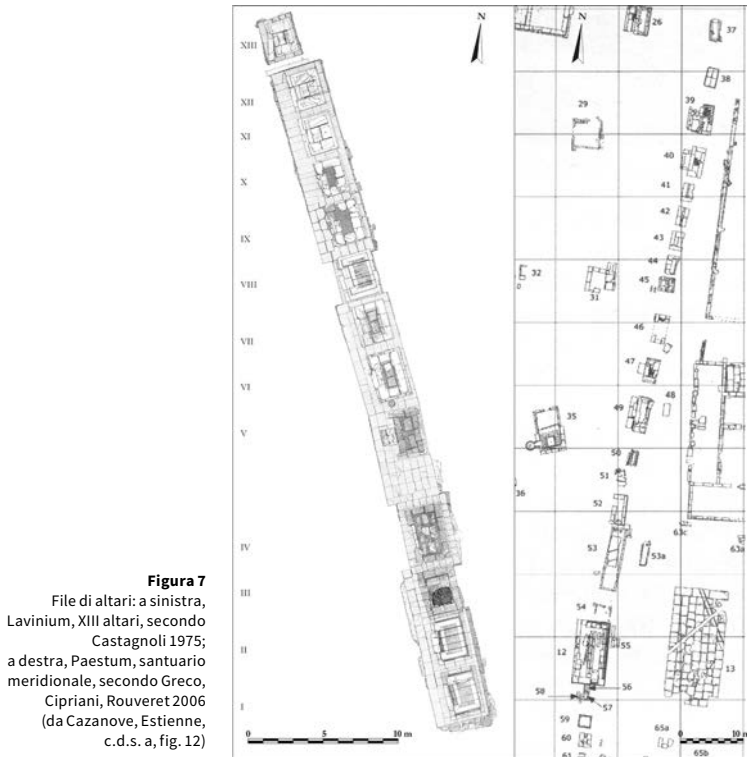 Figura 7
File di altari: a sinistra,
Lavinium, XIII altari, secondo
Castagnoli 1975;
a destra, Paestum, santuario
meridionale, secondo Greco,
Cipriani, Rouveret 2006
(da Cazanove, Estienne,
c.d.s. a, fig. 12)
N
XIII
XII
XI
X
IX
VIII
VII
VI
V
IV
III
II
I
5
10 m
N
26
37
38
29
39
40
41
42
43
32
31
44
45
46
47
48
35
49
50
51
36
52
63c
63a
53
53a
54
12
55
13
56
58
57
59
60
65a
61
65b
10 m